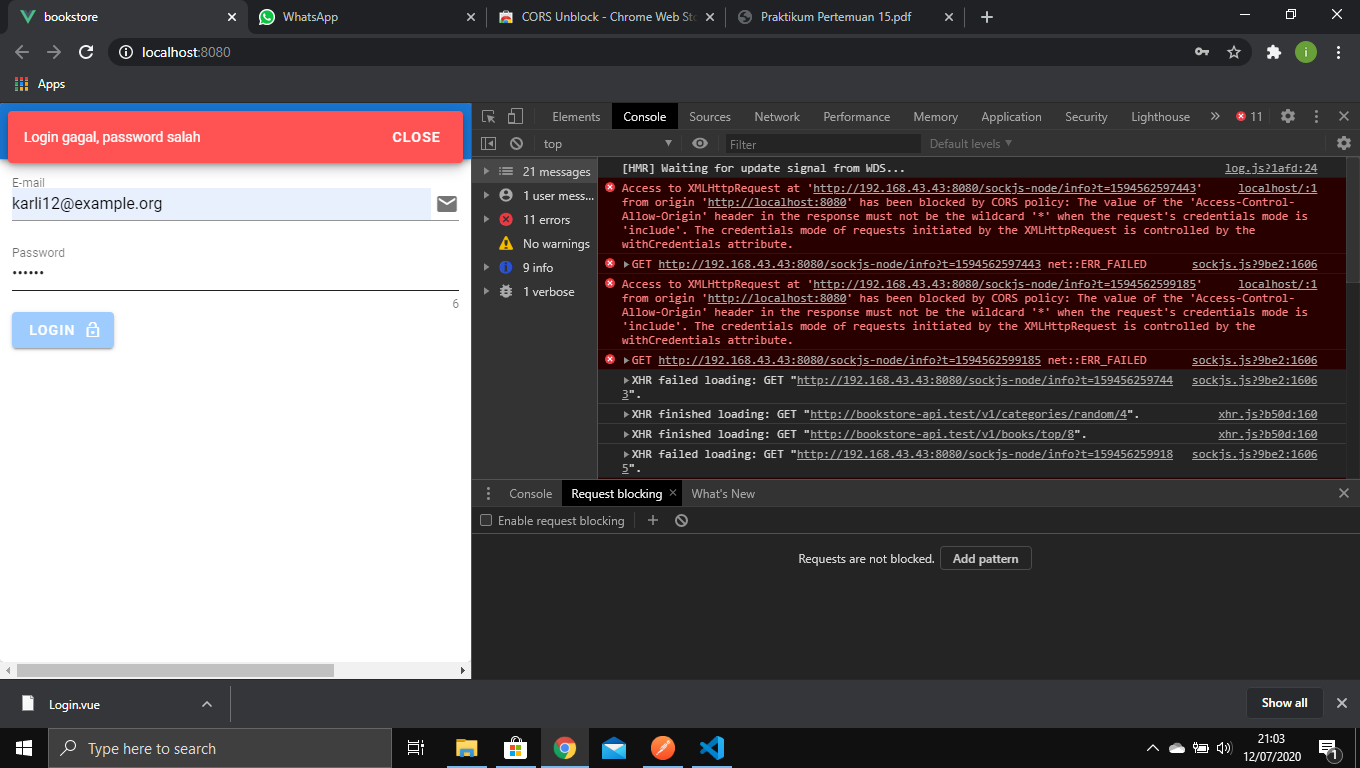 bookstore
WhatsApp
CORS Unblock - Chrome Web St
Praktikum Pertemuan 15.pdf
localhost:8080
i
Apps
Login gagal, password salah
CLOSE
E-mail
karli12@example.org
Password
••••••
6
LOGIN
Elements
Console
Sources
Network
Performance
Memory
Application
Security
Lighthouse
11
top
Filter
Default levels
21 messages
1 user mess...
11 errors
No warnings
9 info
1 verbose
[HMR] Waiting for update signal from WDS... log.js?1afd:24
Access to XMLHttpRequest at 'http://192.168.43.43:8080/sockjs-node/info?t=1594562597443' localhost/:1
from origin 'http://localhost:8080' has been blocked by CORS policy: The value of the 'Access-Control-
Allow-Origin' header in the response must not be the wildcard '*' when the request's credentials mode is
'include'. The credentials mode of requests initiated by the XMLHttpRequest is controlled by the
withCredentials attribute.
GET http://192.168.43.43:8080/sockjs-node/info?t=1594562597443 net::ERR_FAILED sockjs.js?9be2:1606
Access to XMLHttpRequest at 'http://192.168.43.43:8080/sockjs-node/info?t=1594562599185' localhost/:1
from origin 'http://localhost:8080' has been blocked by CORS policy: The value of the 'Access-Control-
Allow-Origin' header in the response must not be the wildcard '*' when the request's credentials mode is
'include'. The credentials mode of requests initiated by the XMLHttpRequest is controlled by the
withCredentials attribute.
GET http://192.168.43.43:8080/sockjs-node/info?t=1594562599185 net::ERR_FAILED sockjs.js?9be2:1606
XHR failed loading: GET "http://192.168.43.43:8080/sockjs-node/info?t=159456259744 sockjs.js?9be2:1606
3".
XHR finished loading: GET "http://bookstore-api.test/v1/categories/random/4". xhr.js?b50d:160
XHR finished loading: GET "http://bookstore-api.test/v1/books/top/8". xhr.js?b50d:160
XHR failed loading: GET "http://192.168.43.43:8080/sockjs-node/info?t=159456259918 sockjs.js?9be2:1606
5".
Console
Request blocking
What's New
Enable request blocking
Requests are not blocked.
Add pattern
Login.vue
Show all
Type here to search
21:03
12/07/2020
1